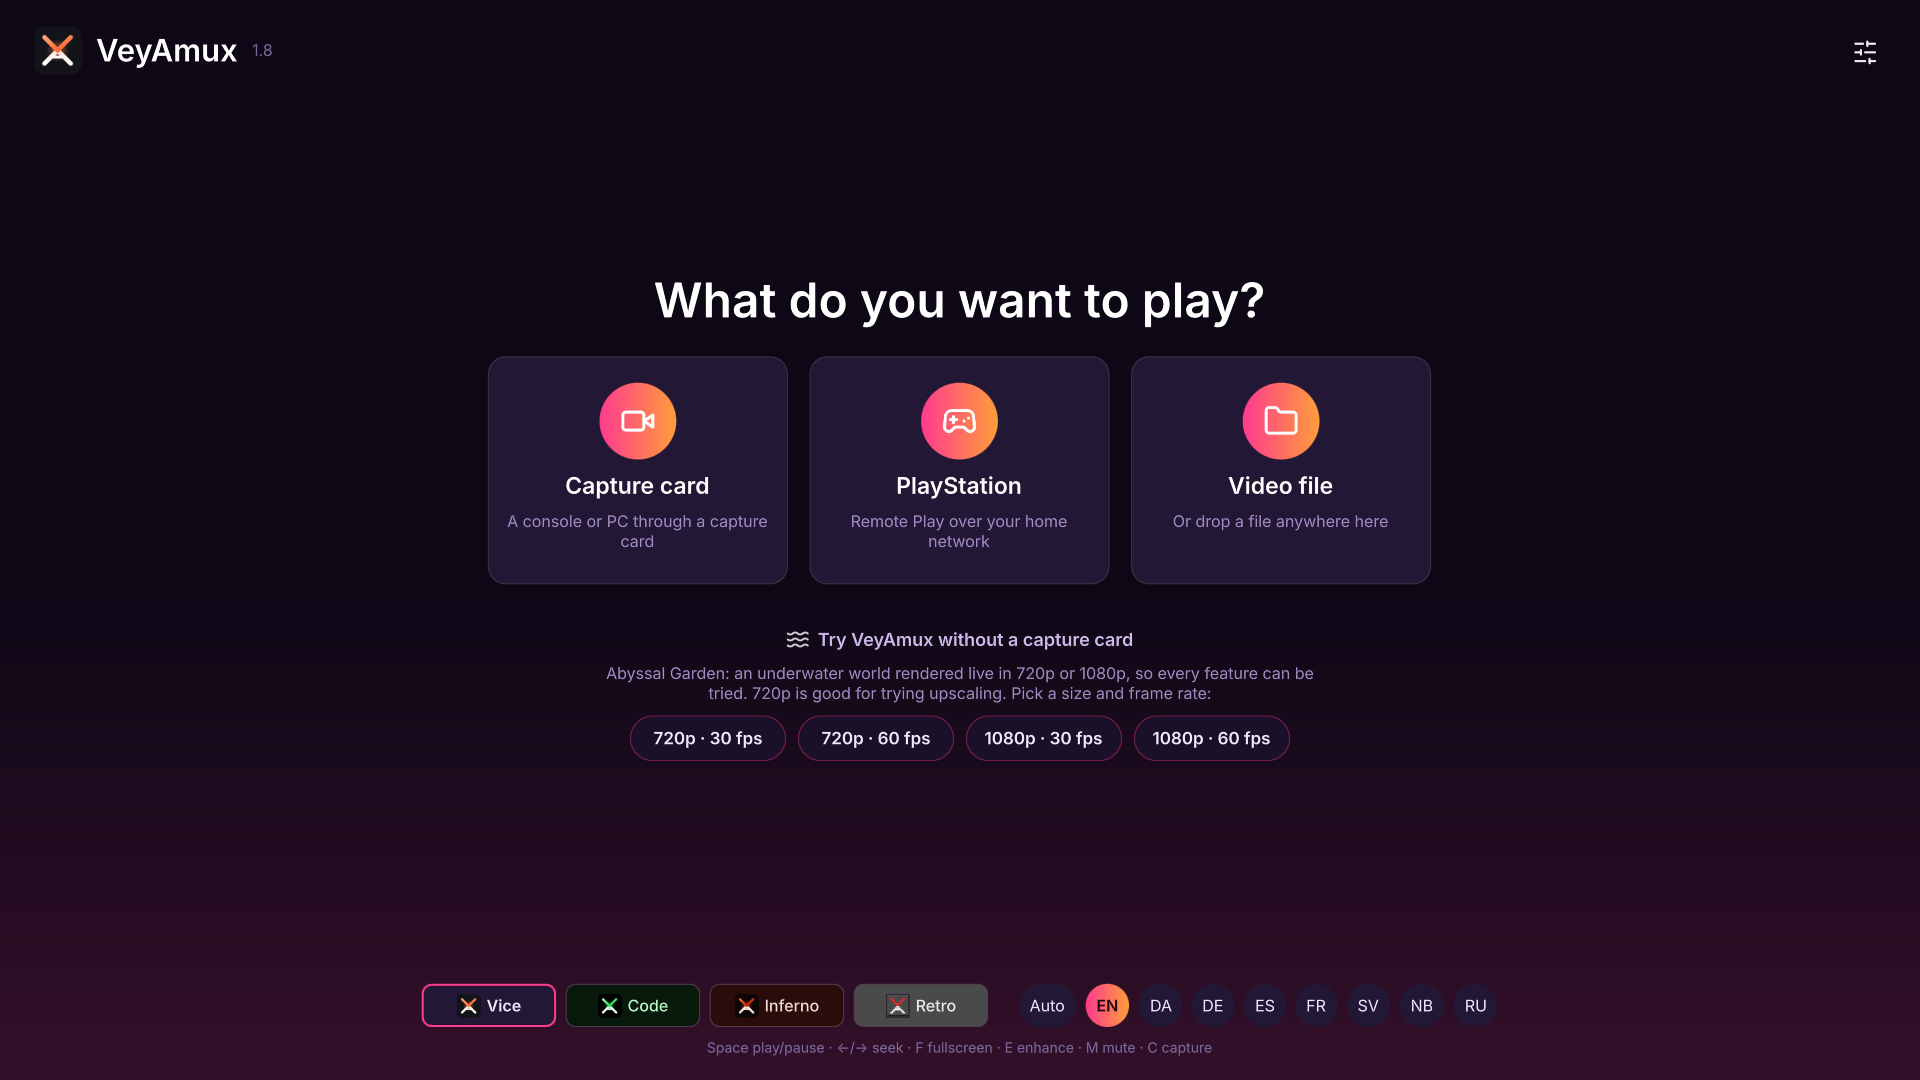 VeyAmux 1.8
What do you want to play?
Capture card
A console or PC through a capture
card
PlayStation
Remote Play over your home
network
Video file
Or drop a file anywhere here
Try VeyAmux without a capture card
Abyssal Garden: an underwater world rendered live in 720p or 1080p, so every feature can be
tried. 720p is good for trying upscaling. Pick a size and frame rate:
720p · 30 fps
720p · 60 fps
1080p · 30 fps
1080p · 60 fps
Vice
Code
Inferno
Retro
Auto
EN
DA
DE
ES
FR
SV
NB
RU
Space play/pause · ←/→ seek · F fullscreen · E enhance · M mute · C capture